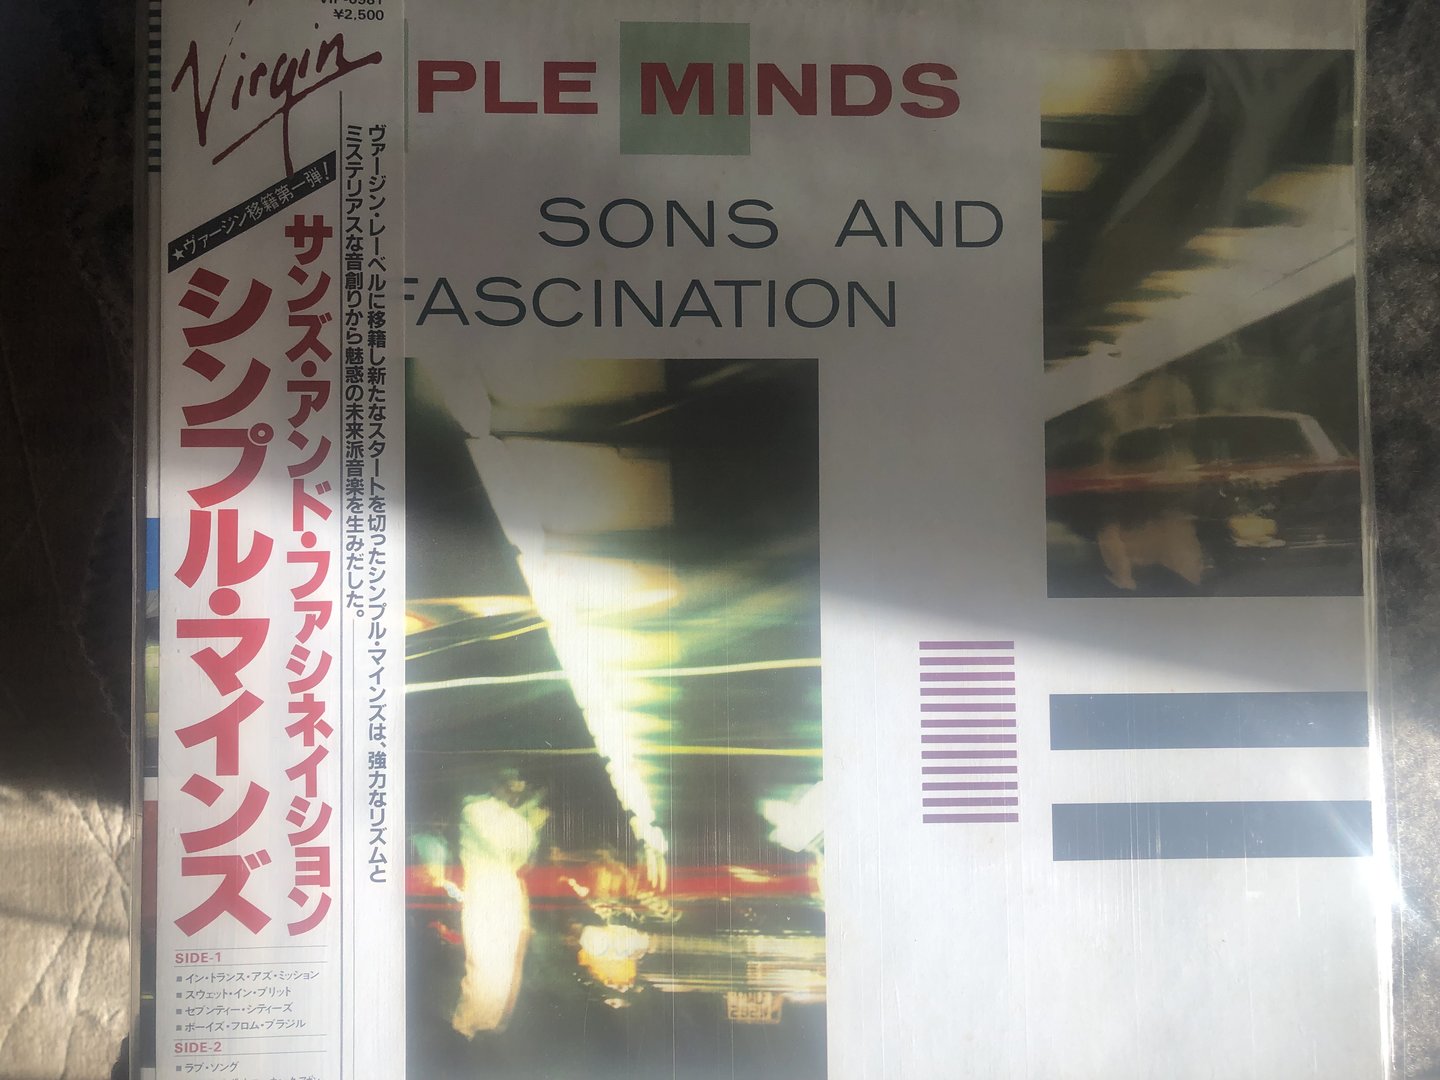 ¥2,500
Virgin
★ヴァージン移籍第一弾!
サンズ・アンド・ファシネイション
シンプル・マインズ
ヴァージン・レーベルに移籍し新たなスタートを切ったシンプル・マインズは、強力なリズムと
ミステリアスな音創りから魅惑の未来派音楽を生みだした。
SIDE-1
■イン・トランス・アズ・ミッション
■スウェット・イン・ブリット
■セブンティー・シティーズ
■ボーイズ・フロム・ブラジル
SIDE-2
■ラブ・ソング
PLE MINDS
SONS AND
FASCINATION